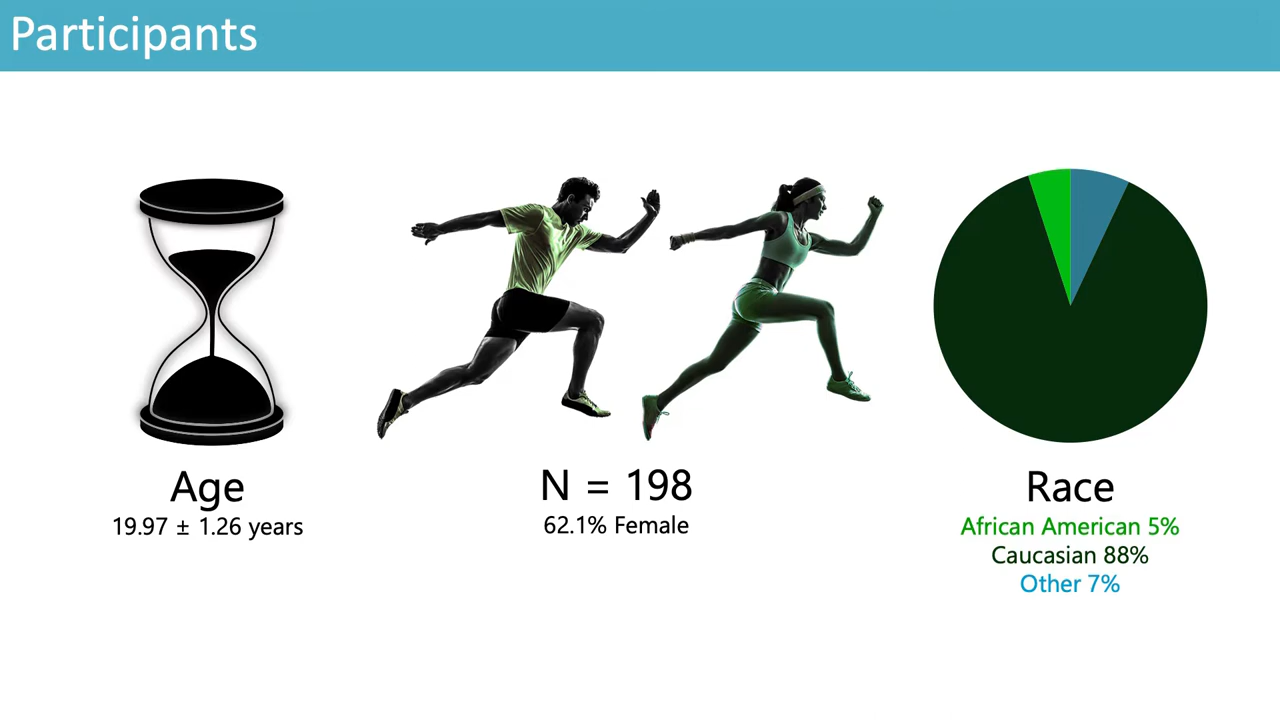 Participants
Age
19.97 ± 1.26 years
N = 198
62.1% Female
Race
African American 5%
Caucasian 88%
Other 7%